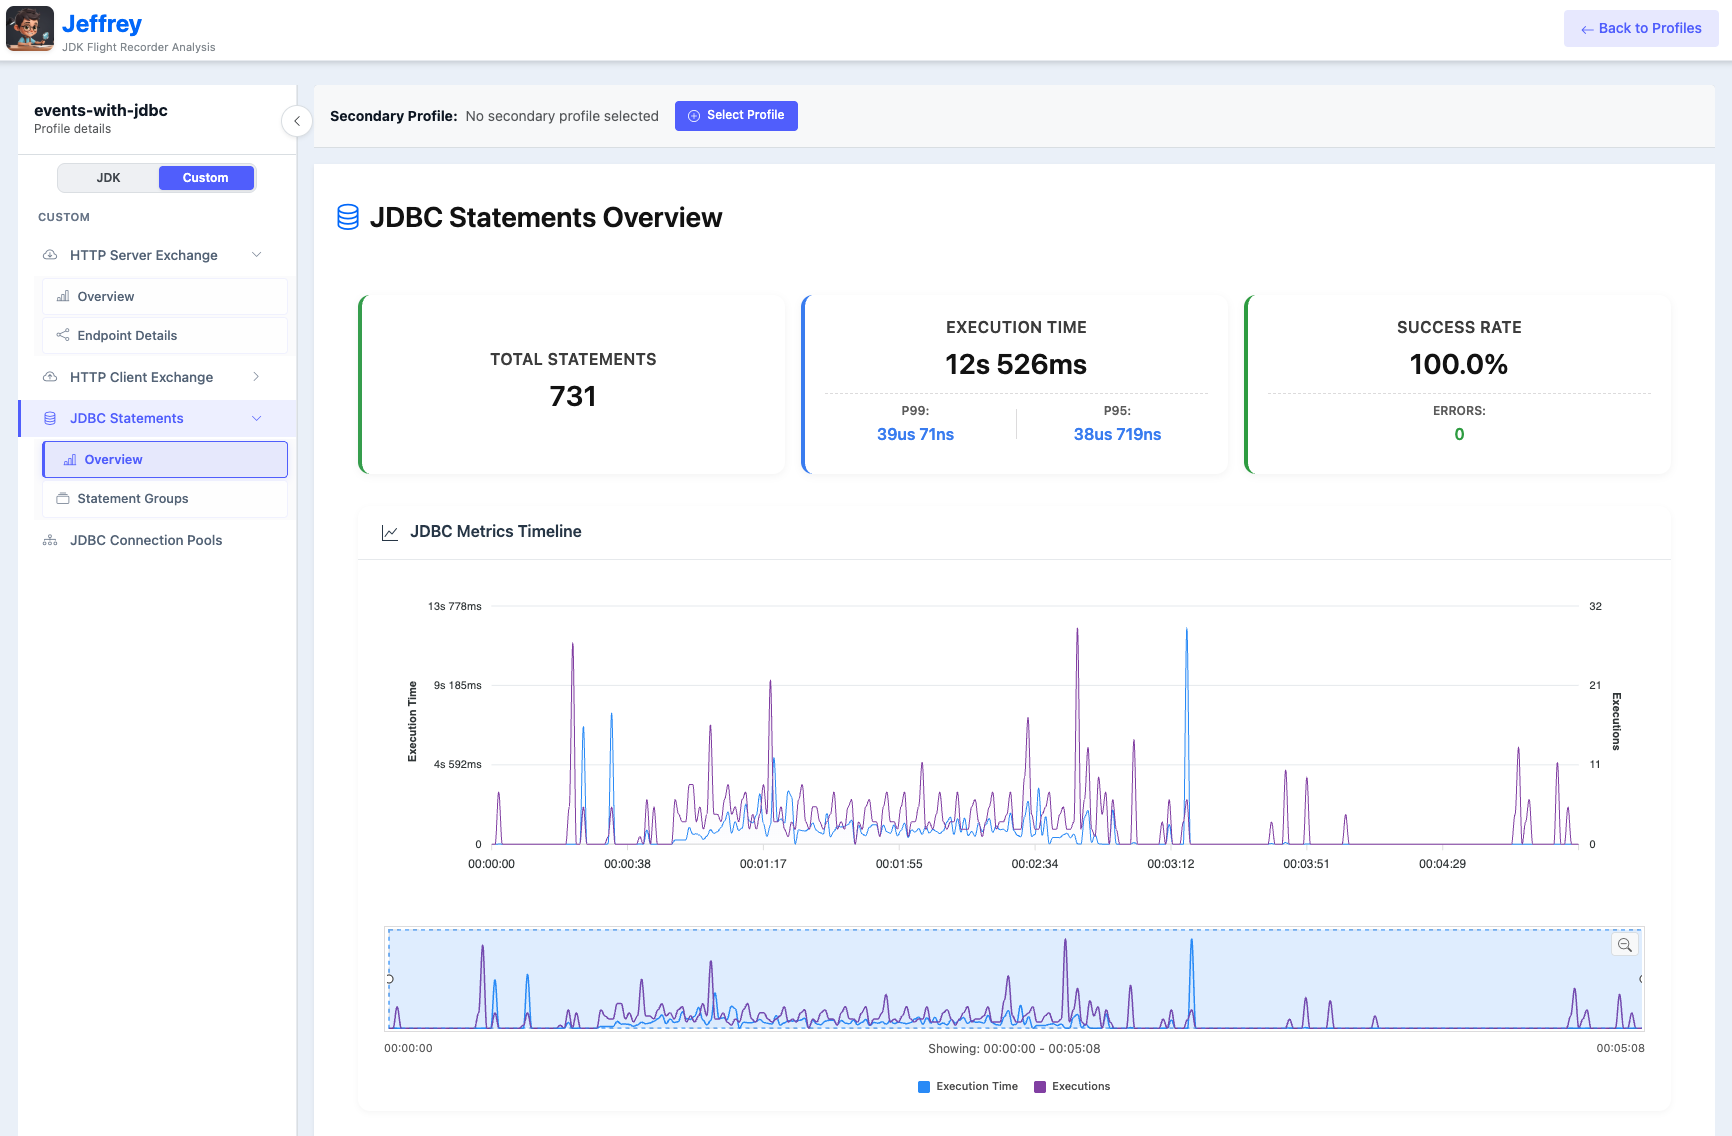 Jeffrey
JDK Flight Recorder Analysis
← Back to Profiles
events-with-jdbc
Profile details
JDK
Custom
CUSTOM
HTTP Server Exchange
Overview
Endpoint Details
HTTP Client Exchange
JDBC Statements
Overview
Statement Groups
JDBC Connection Pools
Secondary Profile: No secondary profile selected
Select Profile
JDBC Statements Overview
TOTAL STATEMENTS
731
EXECUTION TIME
12s 526ms
P99:
39us 71ns
P95:
38us 719ns
SUCCESS RATE
100.0%
ERRORS:
0
JDBC Metrics Timeline
Execution Time
13s 778ms
9s 185ms
4s 592ms
0
32
21
11
0
Executions
00:00:00
00:00:38
00:01:17
00:01:55
00:02:34
00:03:12
00:03:51
00:04:29
00:00:00
Showing: 00:00:00 - 00:05:08
00:05:08
Execution Time
Executions